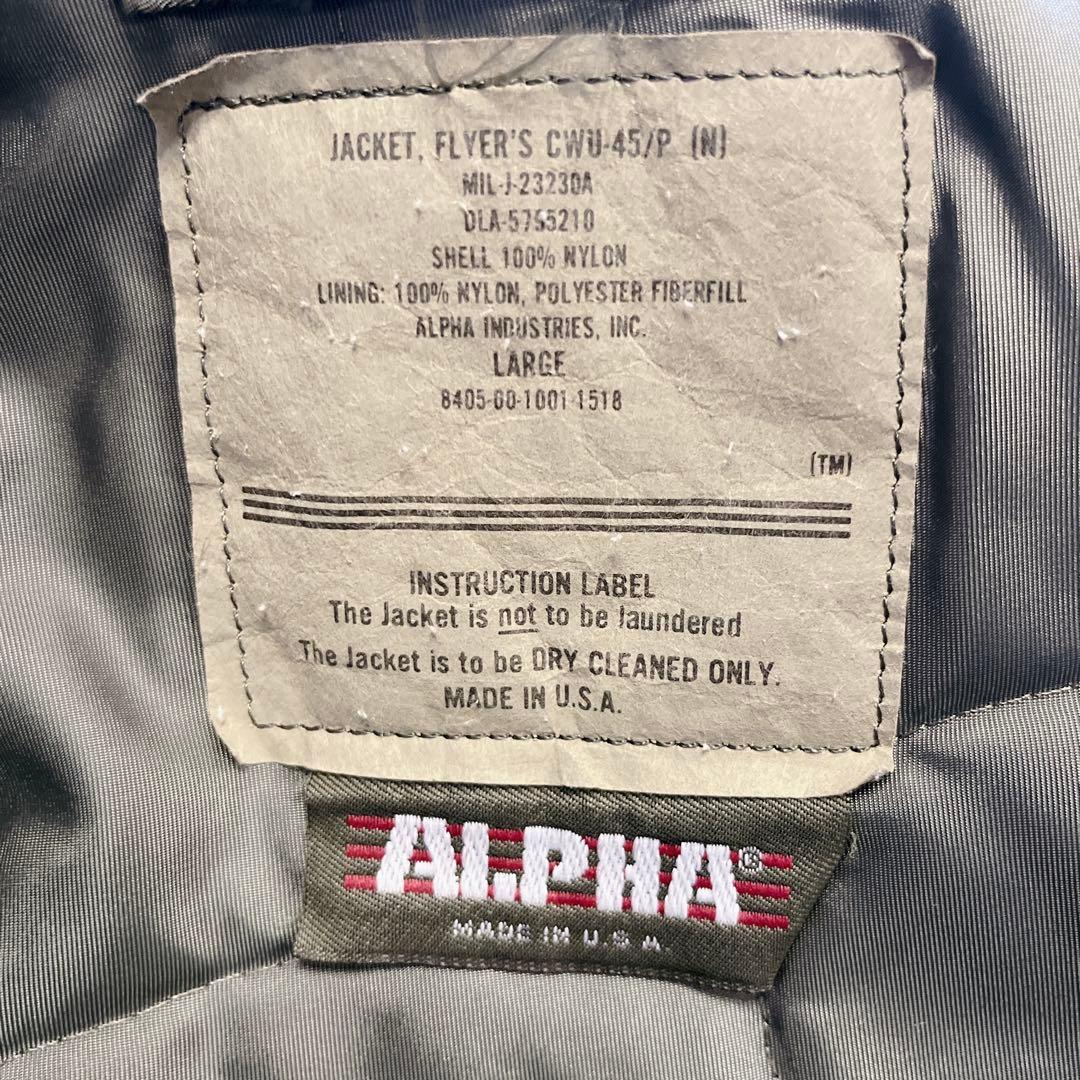 JACKET, FLYER'S CWU-45/P (N)
MIL-J-23230A
DLA-5755210
SHELL 100% NYLON
LINING: 100% NYLON, POLYESTER FIBERFILL
ALPHA INDUSTRIES, INC.
LARGE
8405-00-1001-1518
(TM)
INSTRUCTION LABEL
The Jacket is not to be laundered
The Jacket is to be DRY CLEANED ONLY.
MADE IN U.S.A.
ALPHA®
MADE IN U.S.A.